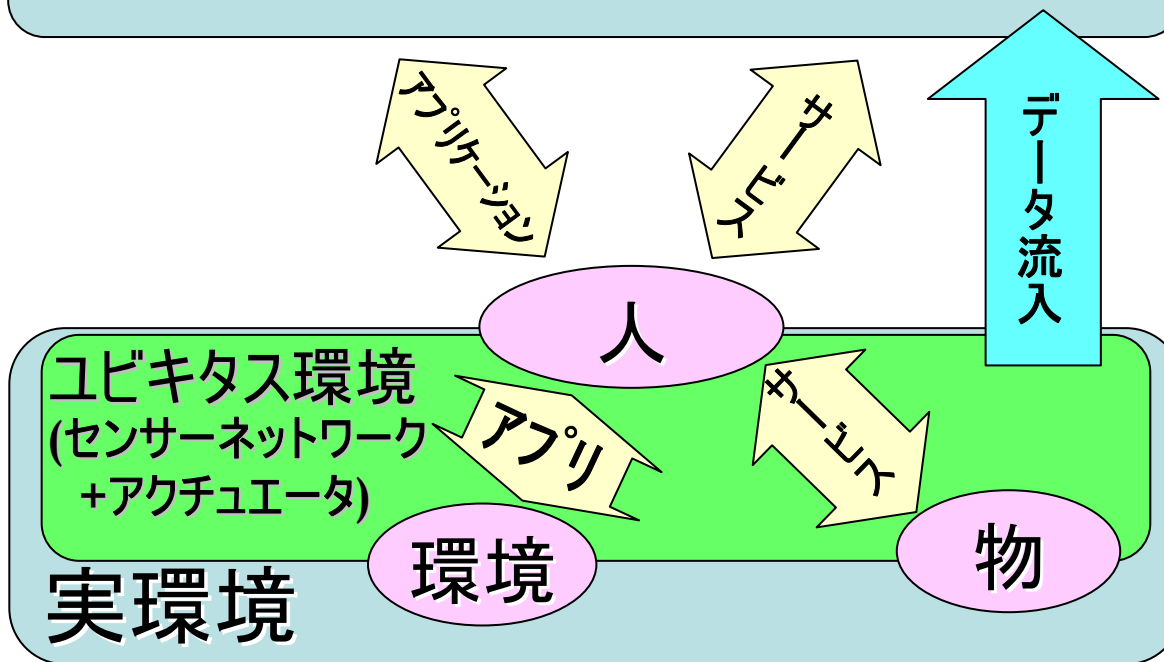 アプリケーション
サービス
データ流入
人
ユビキタス環境
(センサーネットワーク
+アクチュエータ)
アプリ
サービス
環境
物
実環境